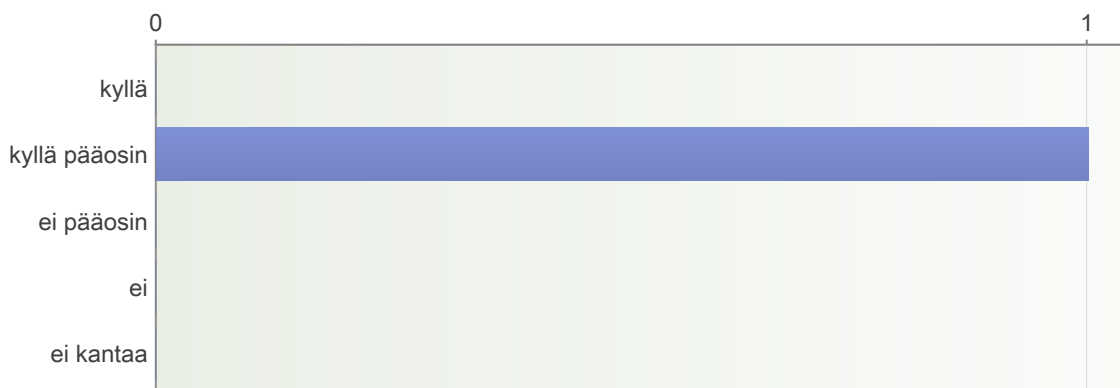 0 1
kyllä
kyllä pääosin
ei pääosin
ei
ei kantaa